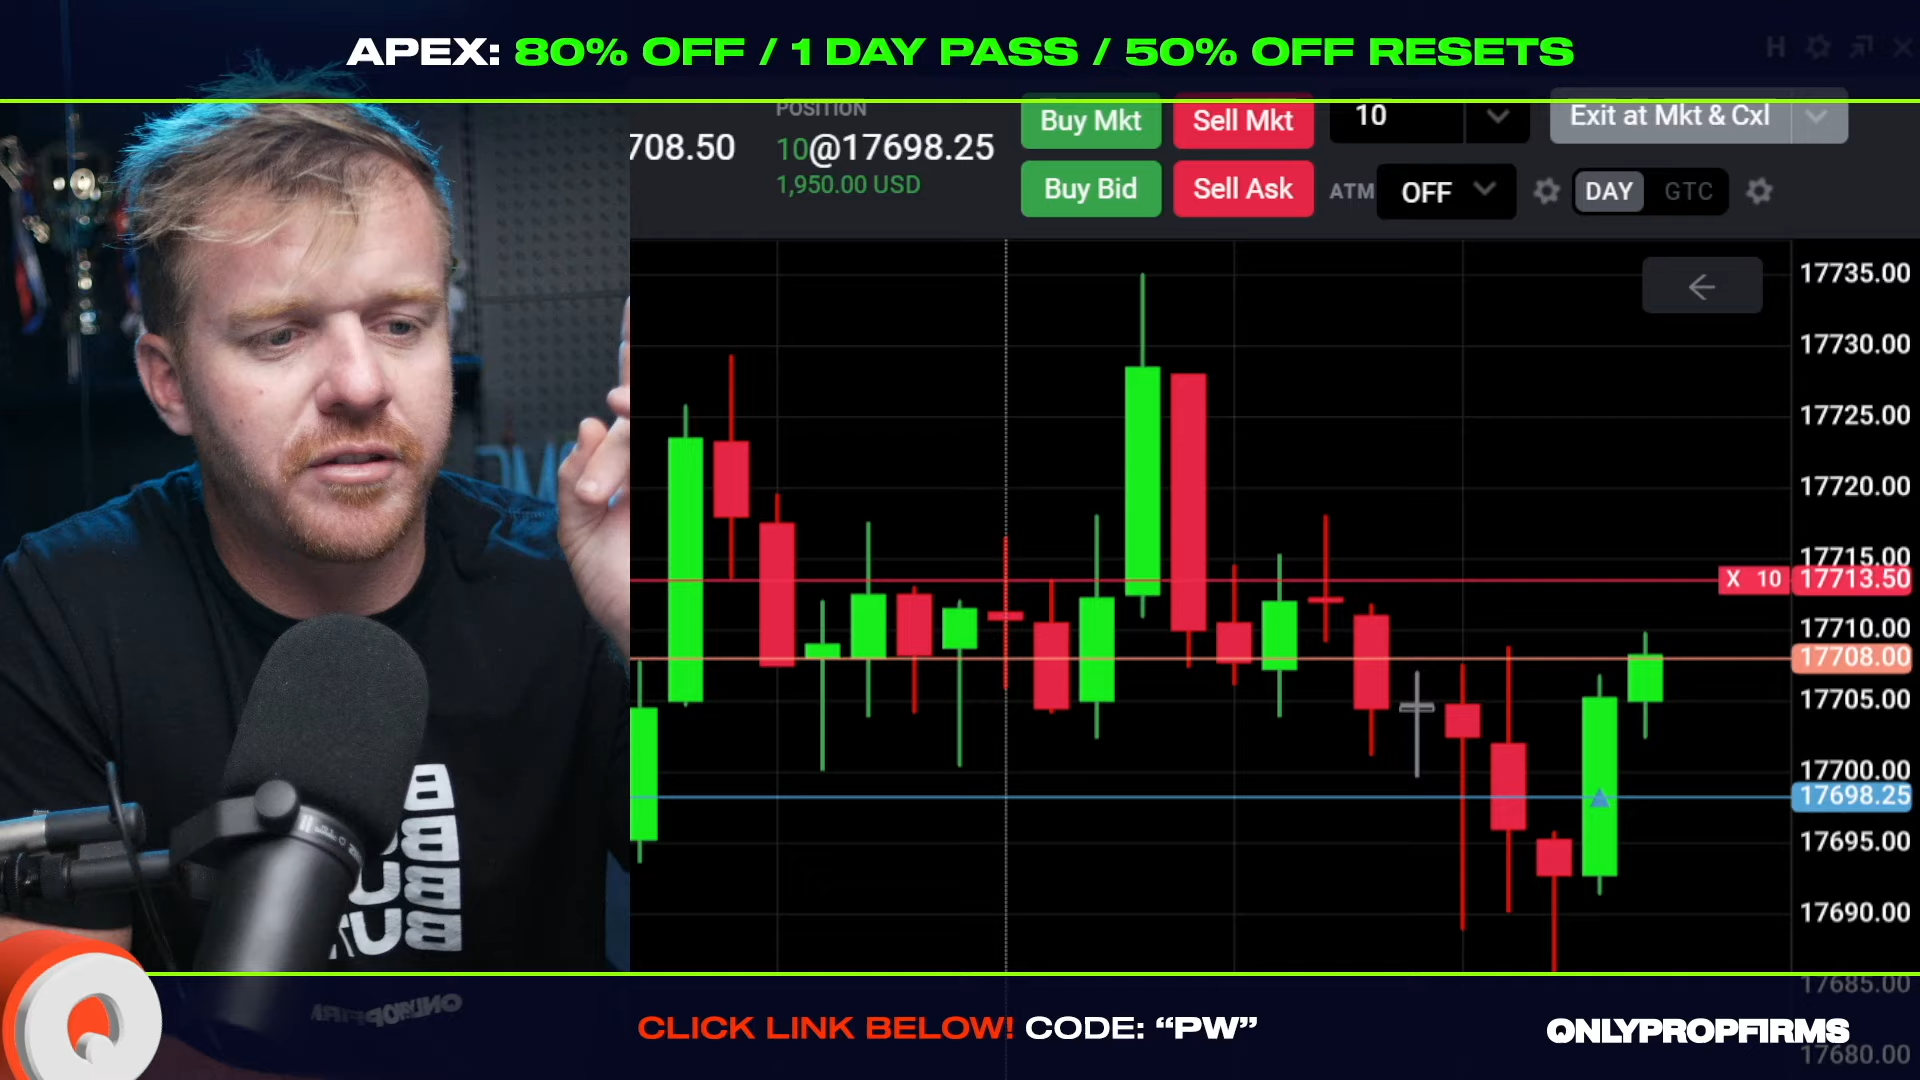 APEX: 80% OFF / 1 DAY PASS / 50% OFF RESETS
H
POSITION
708.50
10@17698.25
1,950.00 USD
Buy Mkt
Sell Mkt
10
Exit at Mkt & Cxl
Buy Bid
Sell Ask
ATM
OFF
DAY
GTC
17735.00
17730.00
17725.00
17720.00
17715.00
X 10
17713.50
17710.00
17708.00
17705.00
17700.00
17698.25
17695.00
17690.00
17685.00
17680.00
CLICK LINK BELOW! CODE: “PW”
ONLYPROPFIRMS